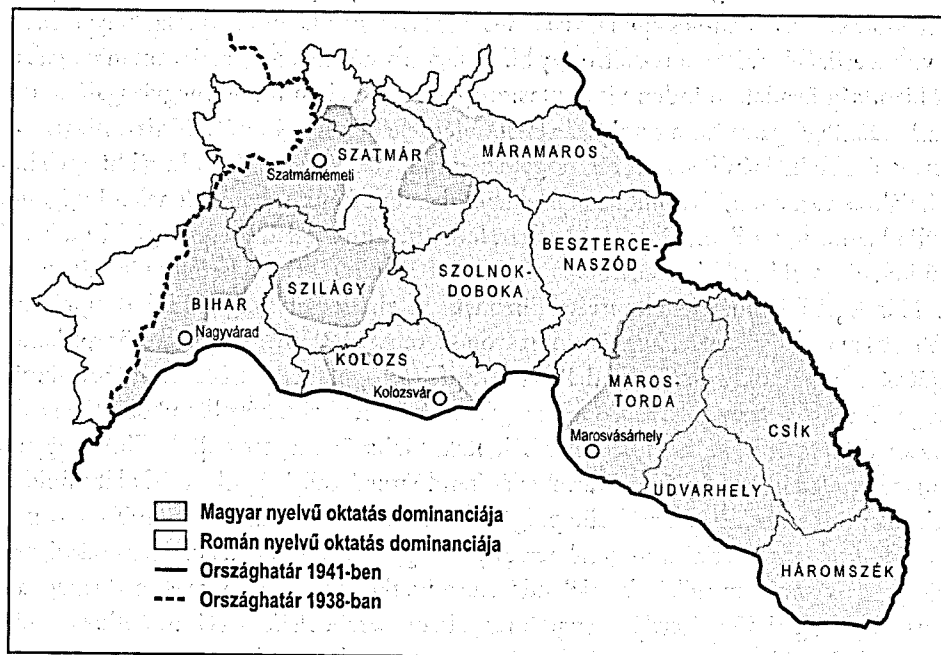 SZATMÁR
Szatmárnémeti
MÁRAMAROS
BESZTERCE-
NASZÓD
SZOLNOK-
DOBOKA
SZILÁGY
BIHAR
Nagyvárad
KOLOZS
Kolozsvár
MAROS-
TORDA
Marosvásárhely
CSÍK
UDVARHELY
HÁROMSZÉK
Magyar nyelvű oktatás dominanciája
Román nyelvű oktatás dominanciája
Országhatár 1941-ben
Országhatár 1938-ban